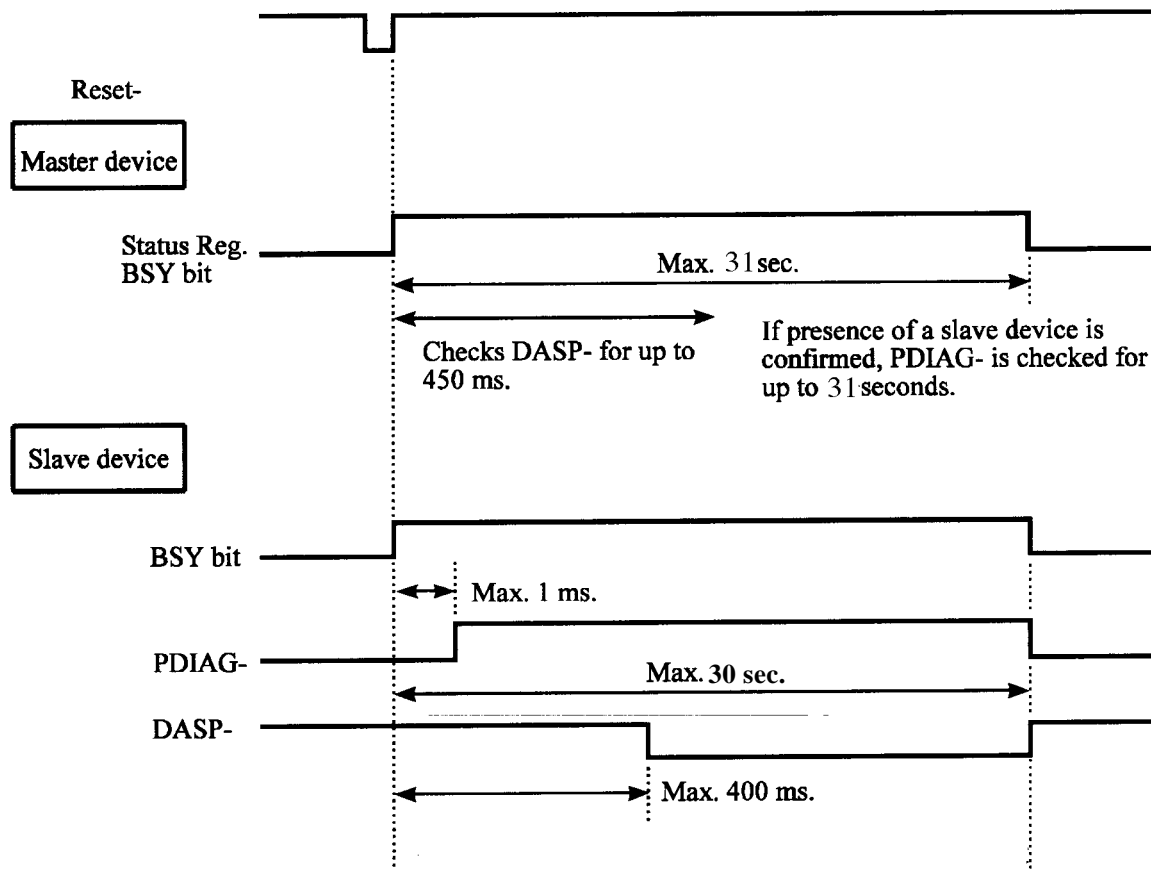 Reset-
Master device
Status Reg.
BSY bit
Max. 31 sec.
Checks DASP- for up to
450 ms.
If presence of a slave device is
confirmed, PDIAG- is checked for
up to 31 seconds.
Slave device
BSY bit
Max. 1 ms.
PDIAG-
Max. 30 sec.
DASP-
Max. 400 ms.